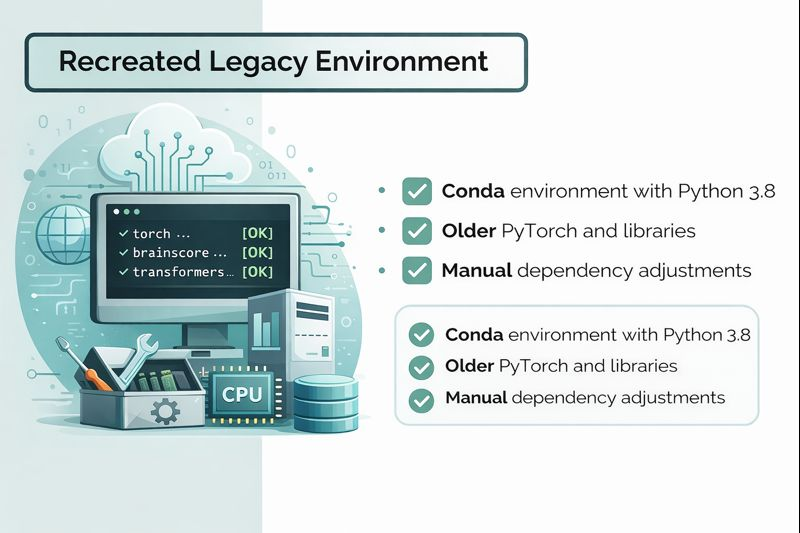 Recreated Legacy Environment
torch ... [OK]
brainscore ... [OK]
transformers... [OK]
CPU
Conda environment with Python 3.8
Older PyTorch and libraries
Manual dependency adjustments
Conda environment with Python 3.8
Older PyTorch and libraries
Manual dependency adjustments